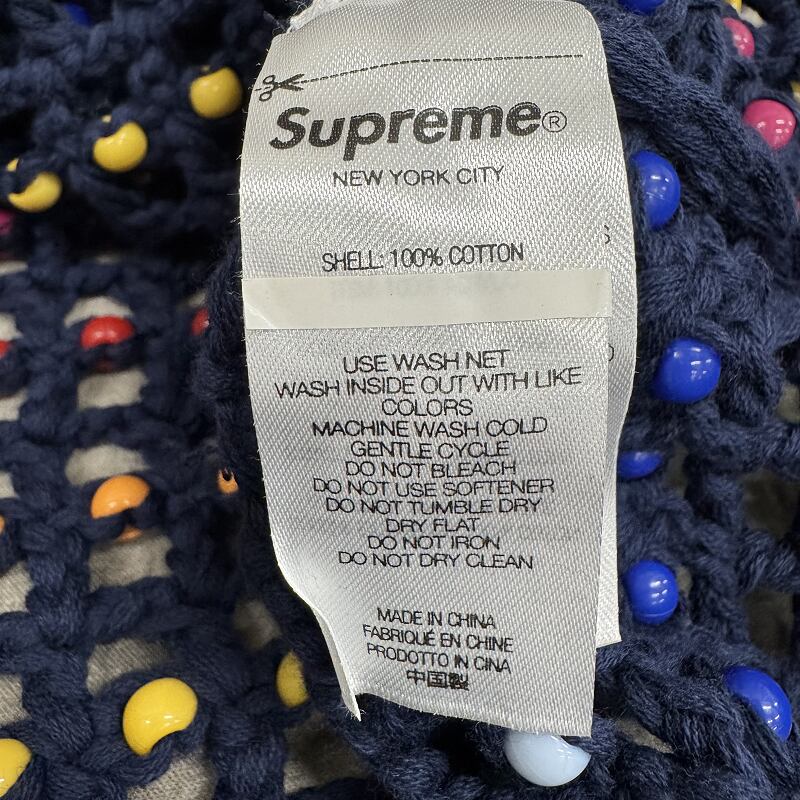 Supreme®
NEW YORK CITY
SHELL: 100% COTTON
USE WASH NET
WASH INSIDE OUT WITH LIKE
COLORS
MACHINE WASH COLD
GENTLE CYCLE
DO NOT BLEACH
DO NOT USE SOFTENER
DO NOT TUMBLE DRY
DRY FLAT
DO NOT IRON
DO NOT DRY CLEAN
MADE IN CHINA
FABRIQUÉ EN CHINE
PRODOTTO IN CINA
中国製